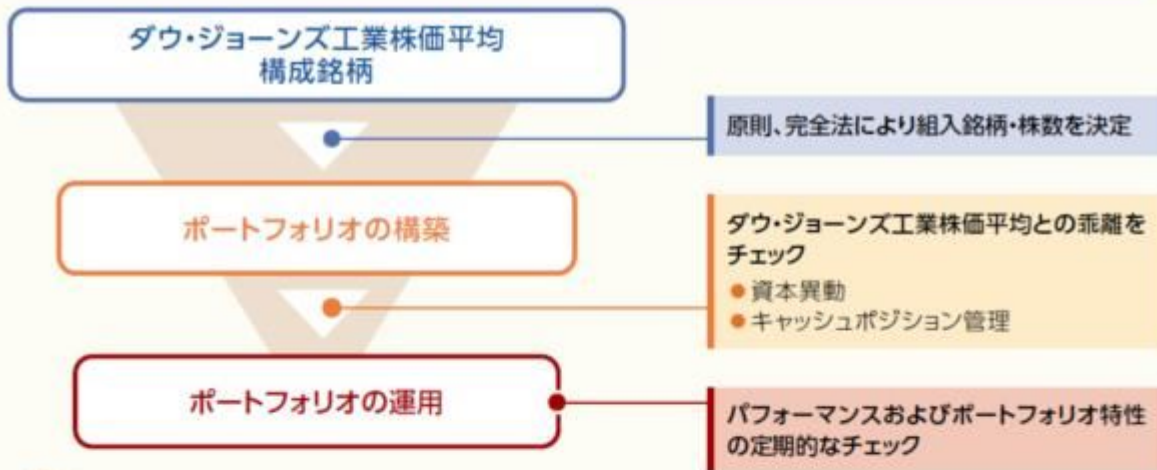 ダウ・ジョーンズ工業株価平均
構成銘柄
原則、完全法により組入銘柄・株数を決定
ポートフォリオの構築
ダウ・ジョーンズ工業株価平均との乖離を
チェック
●資本異動
●キャッシュポジション管理
ポートフォリオの運用
パフォーマンスおよびポートフォリオ特性
の定期的なチェック